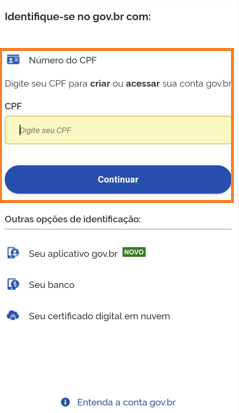 Identifique-se no gov.br com:
Número do CPF
Digite seu CPF para criar ou acessar sua conta gov.br
CPF
Digite seu CPF
Continuar
Outras opções de identificação:
Seu aplicativo gov.br NOVO
Seu banco
Seu certificado digital em nuvem
Entenda a conta gov.br